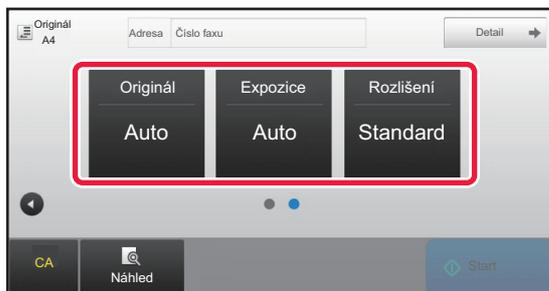 Originál
A4
Adresa
Číslo faxu
Detail
Originál
Expozice
Rozlišení
Auto
Auto
Standard
CA
Náhled
Start